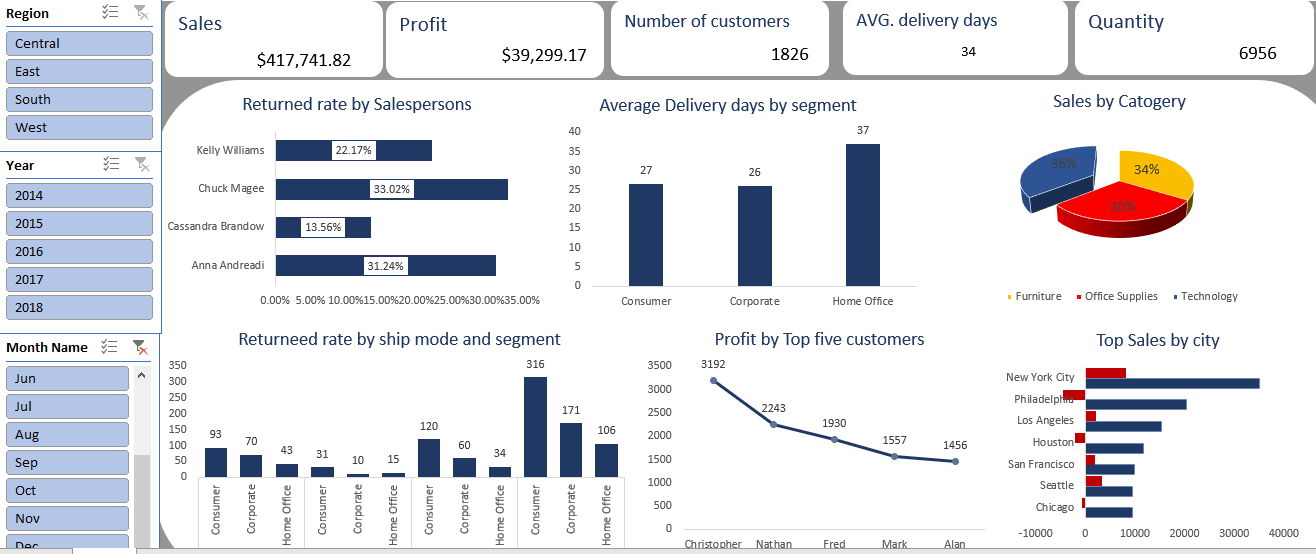 Region
Central
East
South
West
Year
2014
2015
2016
2017
2018
Month Name
Jun
Jul
Aug
Sep
Oct
Nov
Dec
Sales
$417,741.82
Profit
$39,299.17
Number of customers
1826
AVG. delivery days
34
Quantity
6956
Returned rate by Salespersons
Kelly Williams
22.17%
Chuck Magee
33.02%
Cassandra Brandow
13.56%
Anna Andreadi
31.24%
0.00% 5.00% 10.00% 15.00% 20.00% 25.00% 30.00% 35.00%
Average Delivery days by segment
40
35
30
25
20
15
10
5
0
27
26
37
Consumer Corporate Home Office
Sales by Catogery
36%
34%
30%
Furniture Office Supplies Technology
Returneed rate by ship mode and segment
350
300
250
200
150
100
50
0
93 70 43 31 10 15 120 60 34 316 171 106
Consumer
Corporate
Home Office
Consumer
Corporate
Home Office
Consumer
Corporate
Home Office
Consumer
Corporate
Home Office
Profit by Top five customers
3500
3000
2500
2000
1500
1000
500
0
3192
2243
1930
1557
1456
Christopher Nathan Fred Mark Alan
Top Sales by city
New York City
Philadelphia
Los Angeles
Houston
San Francisco
Seattle
Chicago
-10000 0 10000 20000 30000 40000